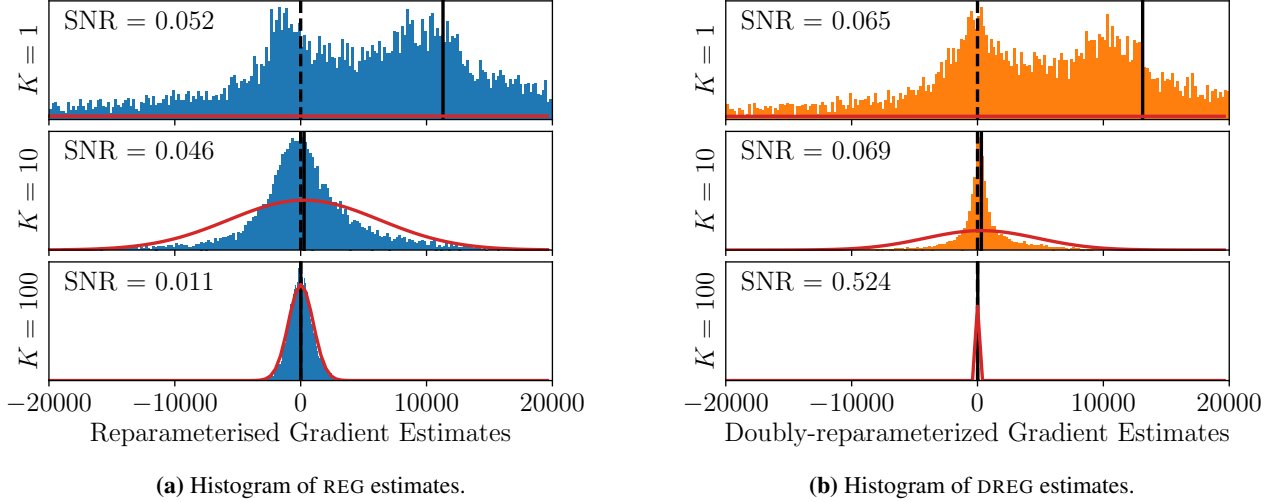 K = 1
SNR = 0.052
K = 10
SNR = 0.046
K = 100
SNR = 0.011
−20000 −10000 0 10000 20000
Reparameterised Gradient Estimates
(a) Histogram of REG estimates.
K = 1
SNR = 0.065
K = 10
SNR = 0.069
K = 100
SNR = 0.524
−20000 −10000 0 10000 20000
Doubly-reparameterized Gradient Estimates
(b) Histogram of DREG estimates.